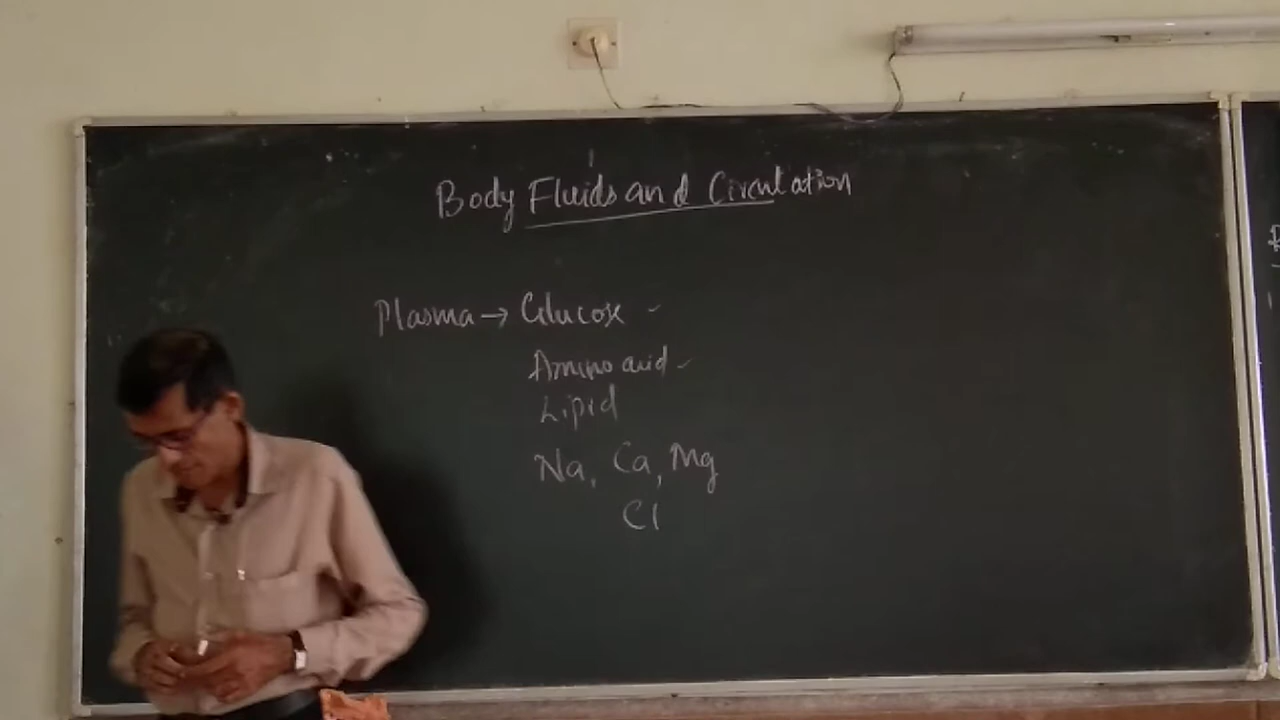 Body Fluids and Circulation
Plasma → Glucose -
Amino acid -
Lipid
Na, Ca, Mg
Cl